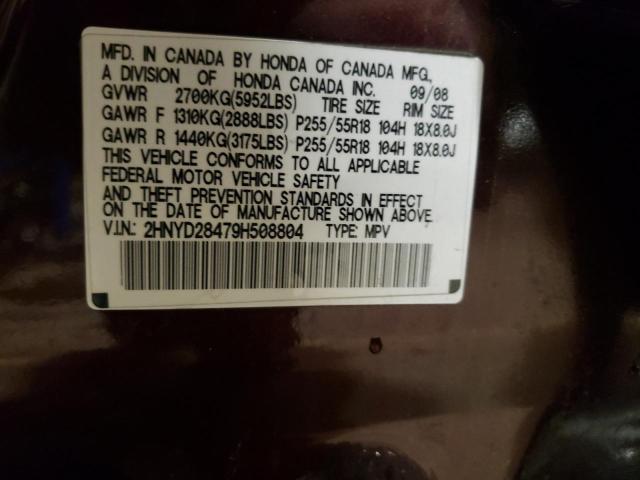 MFD. IN CANADA BY HONDA OF CANADA MFG.,
A DIVISION OF HONDA CANADA INC. 09/08
GVWR 2700KG(5952LBS) TIRE SIZE RIM SIZE
GAWR F 1310KG(2888LBS) P255/55R18 104H 18X8.0J
GAWR R 1440KG(3175LBS) P255/55R18 104H 18X8.0J
THIS VEHICLE CONFORMS TO ALL APPLICABLE
FEDERAL MOTOR VEHICLE SAFETY
AND THEFT PREVENTION STANDARDS IN EFFECT
ON THE DATE OF MANUFACTURE SHOWN ABOVE.
V.I.N.: 2HNYD28479H508804 TYPE: MPV